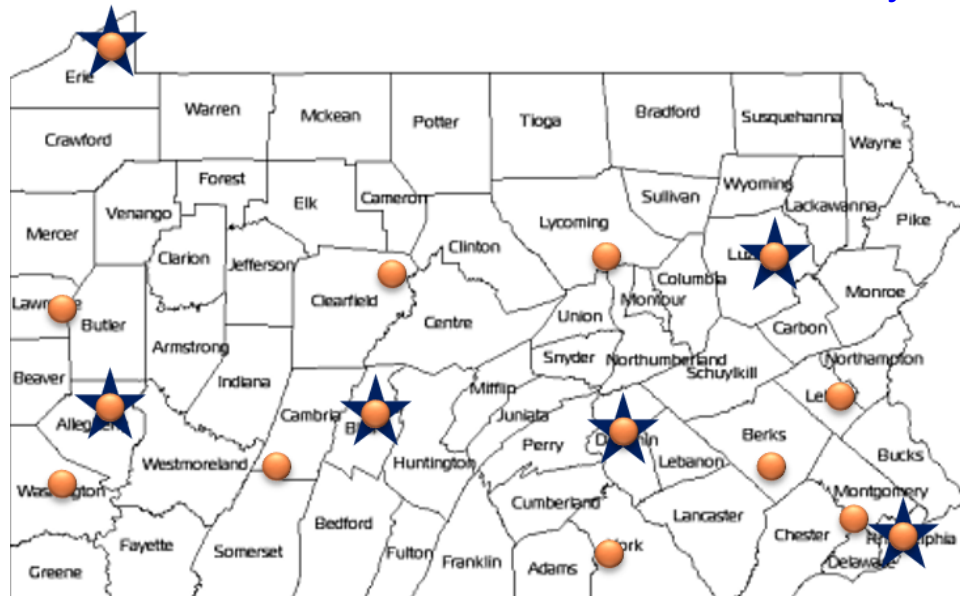 Erie
Warren
Mckean
Potter
Tioga
Bradford
Susquehanna
Wayne
Crawford
Forest
Elk
Cameron
Sullivan
Wyoming
Lackawanna
Pike
Venango
Mercer
Clarion
Jefferson
Clinton
Lycoming
Columbia
Monroe
Clearfield
Centre
Union
Montour
Butler
Armstrong
Carbon
Beaver
Indiana
Snyder
Northumberland
Schuylkill
Northampton
Mifflin
Juniata
Cambria
Perry
Berks
Bucks
Westmoreland
Huntington
Lebanon
Cumberland
Lancaster
Montgomery
Chester
Bedford
Somerset
Fayette
Fulton
Franklin
Adams
Delaware
Greene